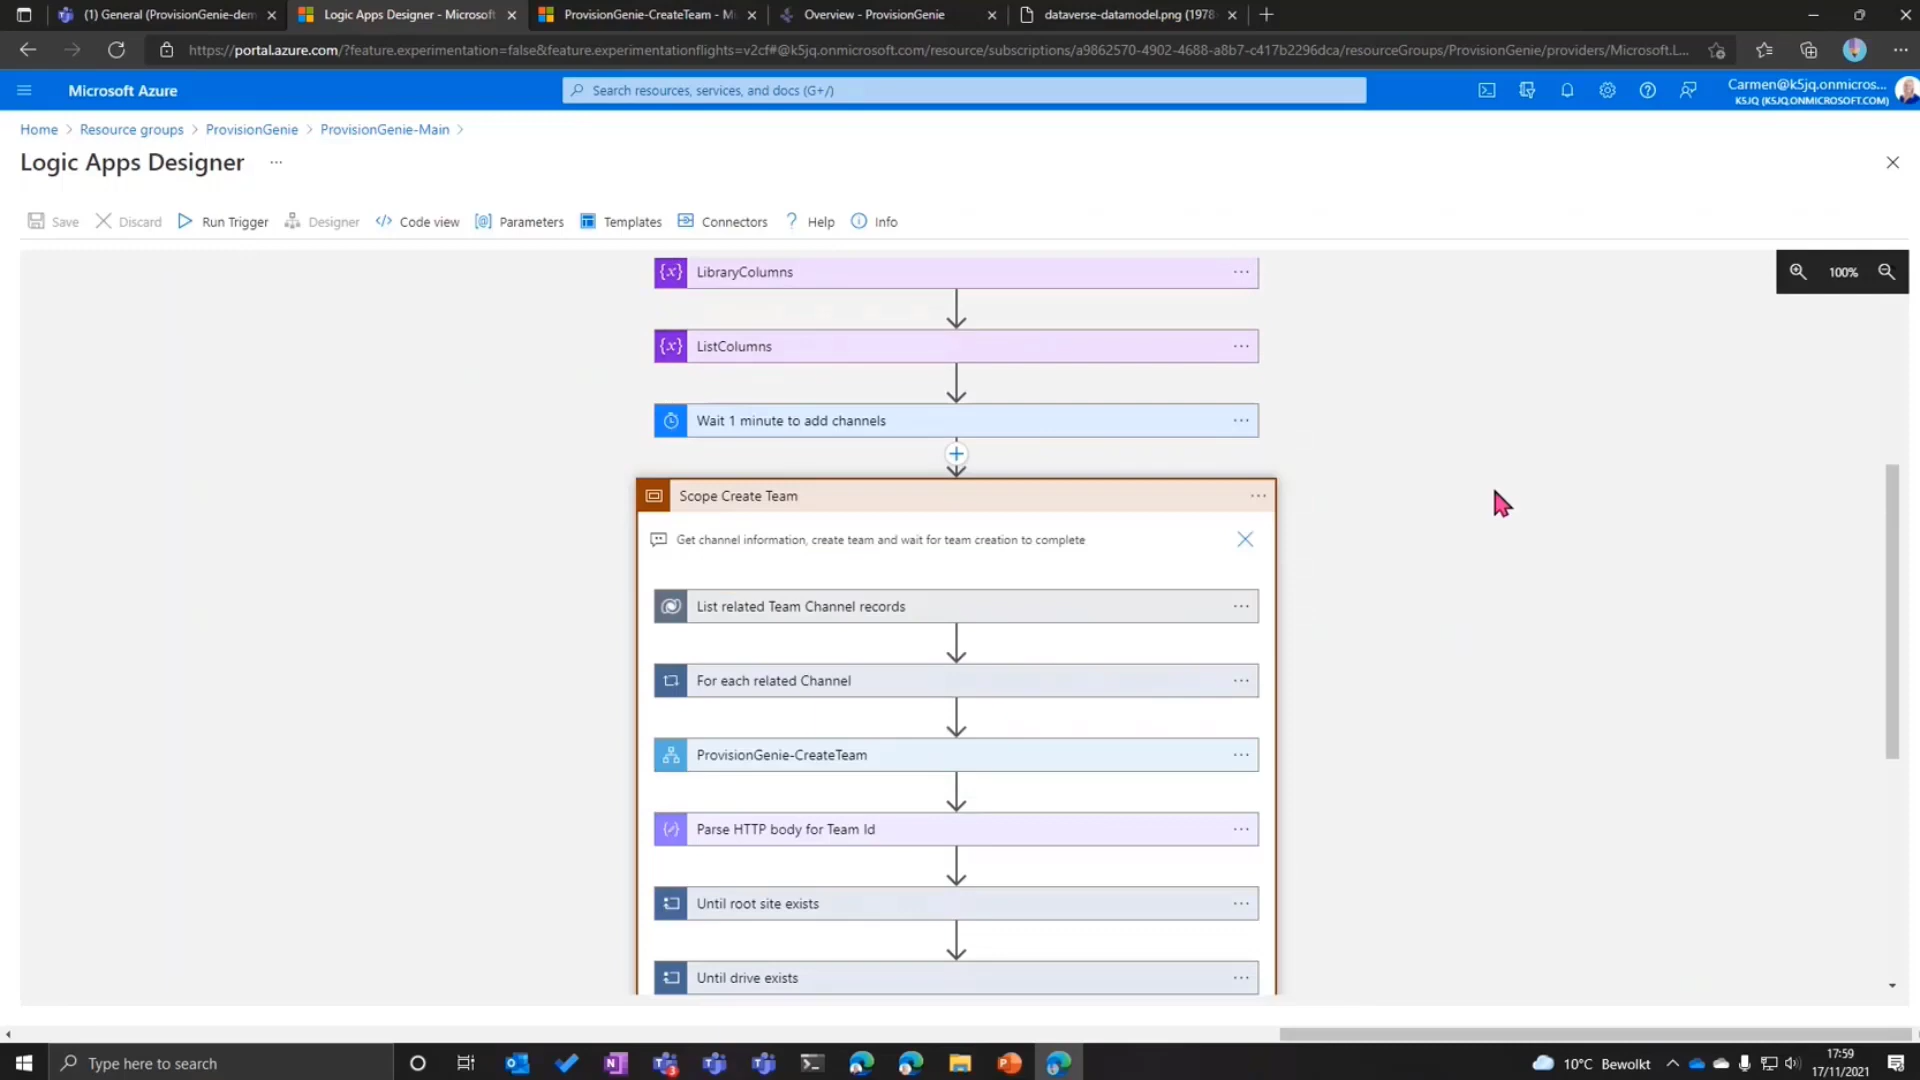 (1) General (ProvisionGenie-dem
Logic Apps Designer - Microsoft
ProvisionGenie-CreateTeam - Mi
Overview - ProvisionGenie
dataverse-datamodel.png (1978
https://portal.azure.com/?feature.experimentation=false&feature.experimentationflights=v2cf#@k5jq.onmicrosoft.com/resource/subscriptions/a9862570-4902-4688-a8b7-c417b2296dca/resourceGroups/ProvisionGenie/providers/Microsoft.L...
Microsoft Azure
Search resources, services, and docs (G+/)
Carmen@k5jq.onmicros...
K5JQ (K5JQ.ONMICROSOFT.COM)
Home > Resource groups > ProvisionGenie > ProvisionGenie-Main >
Logic Apps Designer ...
Save Discard Run Trigger Designer Code view Parameters Templates Connectors Help Info
100%
LibraryColumns
ListColumns
Wait 1 minute to add channels
Scope Create Team
Get channel information, create team and wait for team creation to complete
List related Team Channel records
For each related Channel
ProvisionGenie-CreateTeam
Parse HTTP body for Team Id
Until root site exists
Until drive exists
Type here to search
3
10°C Bewolkt
17:59
17/11/2021